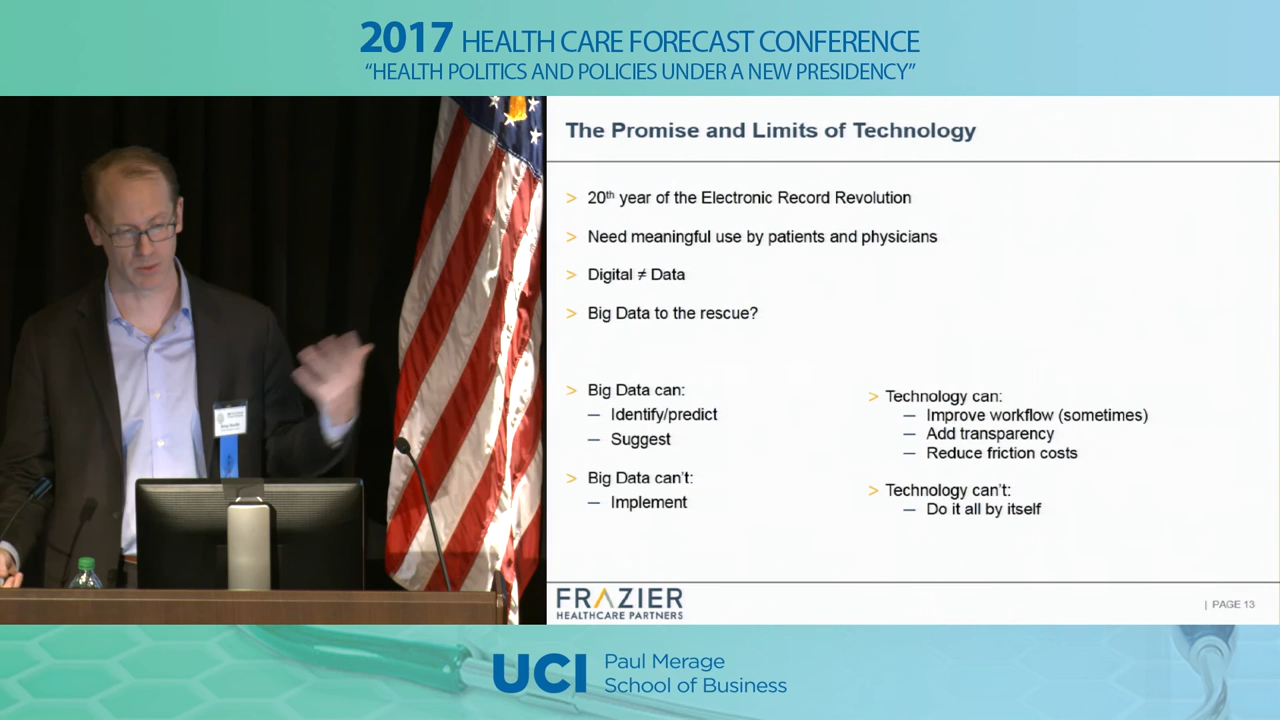 2017 HEALTH CARE FORECAST CONFERENCE
“HEALTH POLITICS AND POLICIES UNDER A NEW PRESIDENCY”
The Promise and Limits of Technology
> 20th year of the Electronic Record Revolution
> Need meaningful use by patients and physicians
> Digital ≠ Data
> Big Data to the rescue?
> Big Data can:
— Identify/predict
— Suggest
> Big Data can't:
— Implement
> Technology can:
— Improve workflow (sometimes)
— Add transparency
— Reduce friction costs
> Technology can't:
— Do it all by itself
FRAZIER
HEALTHCARE PARTNERS
| PAGE 13
UCI Paul Merage
School of Business